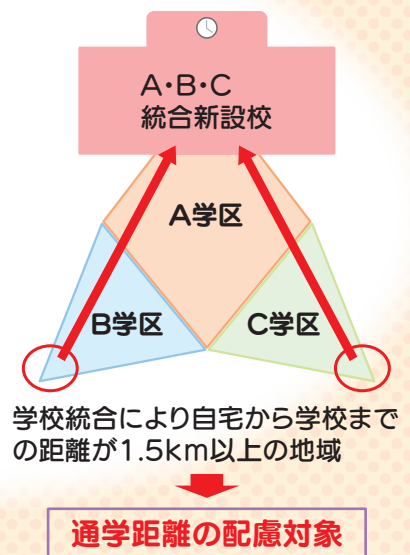 A・B・C
統合新設校
A学区
B学区
C学区
学校統合により自宅から学校まで
の距離が1.5km以上の地域
通学距離の配慮対象